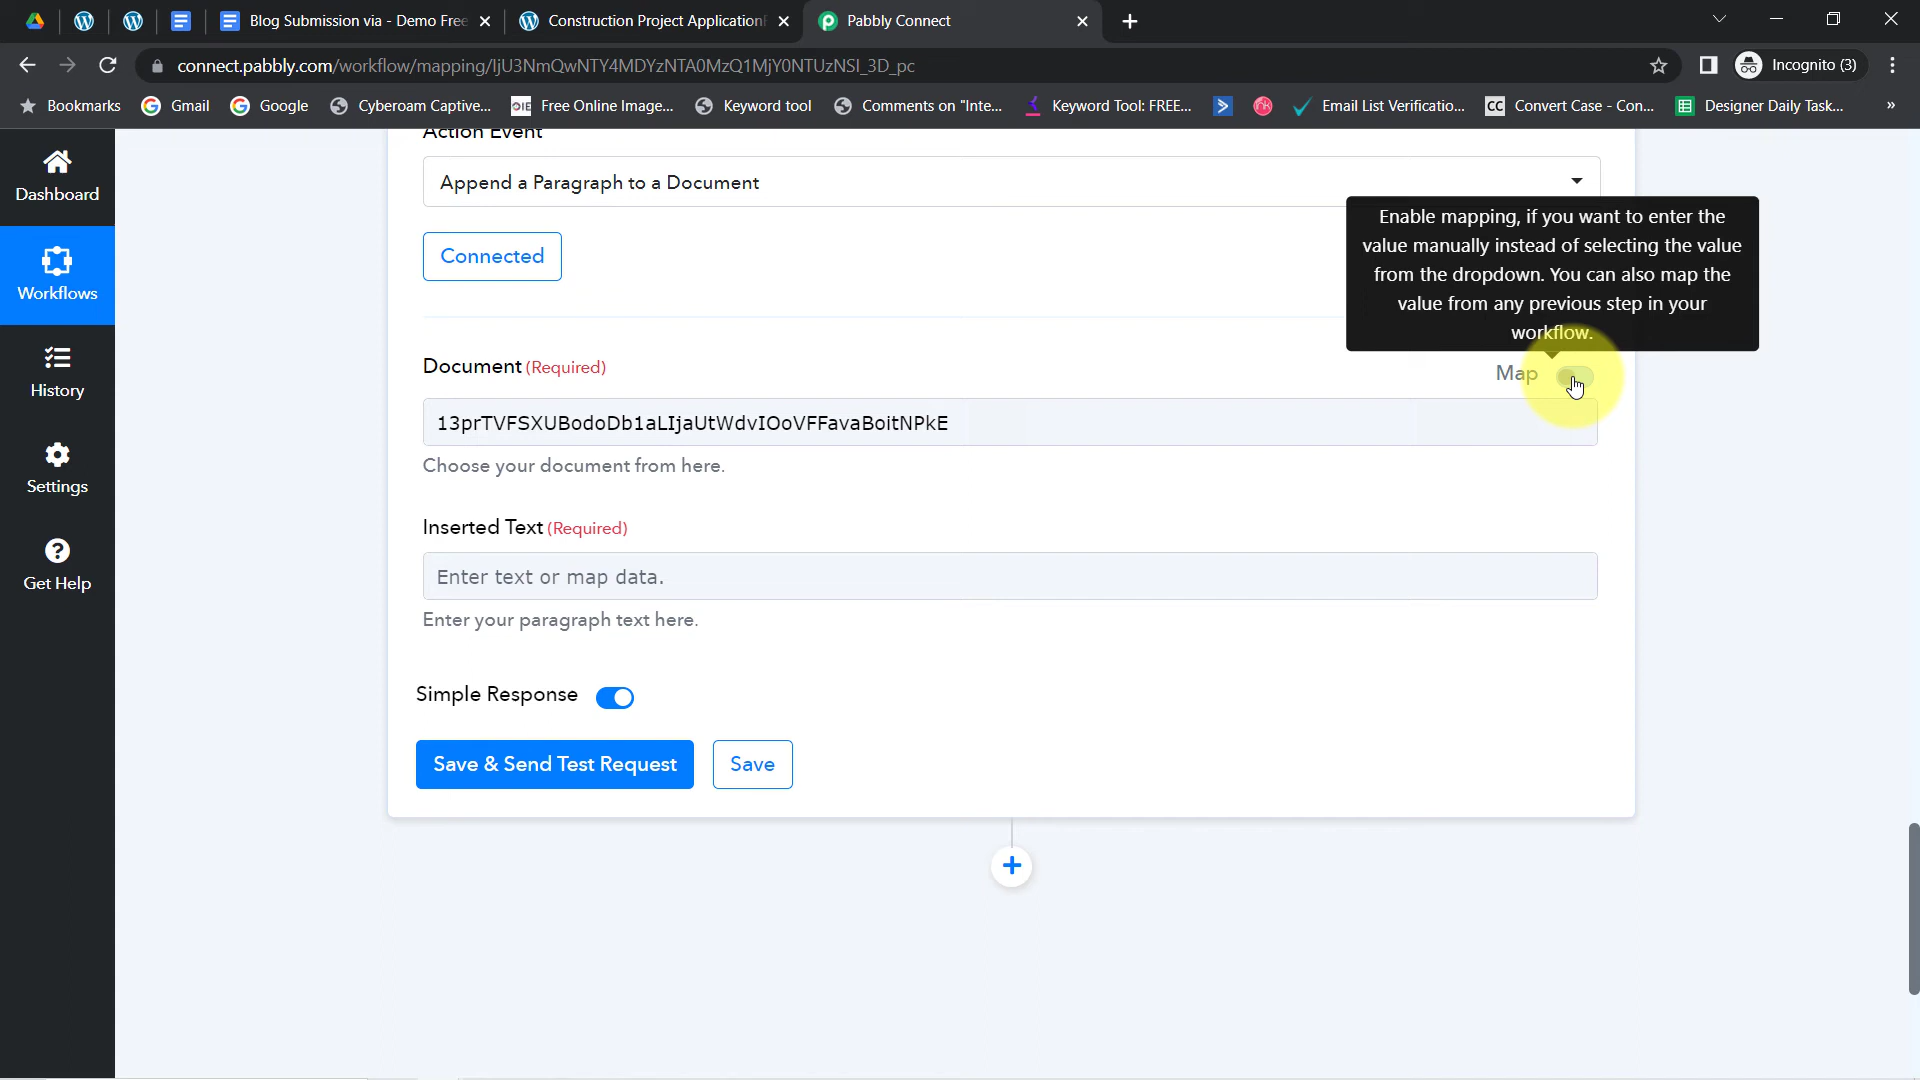 Blog Submission via - Demo Free
Construction Project Application
Pabbly Connect
connect.pabbly.com/workflow/mapping/IjU3NmQwNTY4MDYzNTA0MzQ1MjY0NTUzNSI_3D_pc
Incognito (3)
Bookmarks
Gmail
Google
Cyberoam Captive...
OIE
Free Online Image...
Keyword tool
Comments on "Inte...
Keyword Tool: FREE...
Email List Verificatio...
CC
Convert Case - Con...
Designer Daily Task...
»
Dashboard
Workflows
History
Settings
Get Help
Action Event
Append a Paragraph to a Document
Connected
Enable mapping, if you want to enter the
value manually instead of selecting the value
from the dropdown. You can also map the
value from any previous step in your
workflow.
Document (Required)
Map
13prTVFSXUBodoDb1aLIjaUtWdvIOoVFFavaBoitNPkE
Choose your document from here.
Inserted Text (Required)
Enter text or map data.
Enter your paragraph text here.
Simple Response
Save & Send Test Request
Save